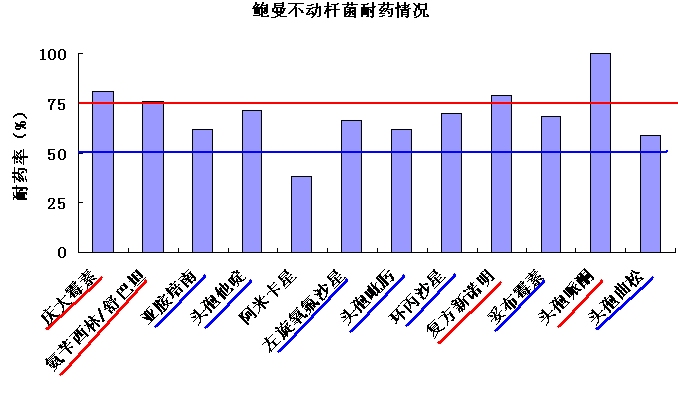 鲍曼不动杆菌耐药情况
耐药率（%）
100
75
50
25
0
庆大霉素
氨苄西林/舒巴坦
亚胺培南
头孢他啶
阿米卡星
左旋氧氟沙星
头孢吡肟
环丙沙星
复方新诺明
妥布霉素
头孢哌酮
头孢曲松